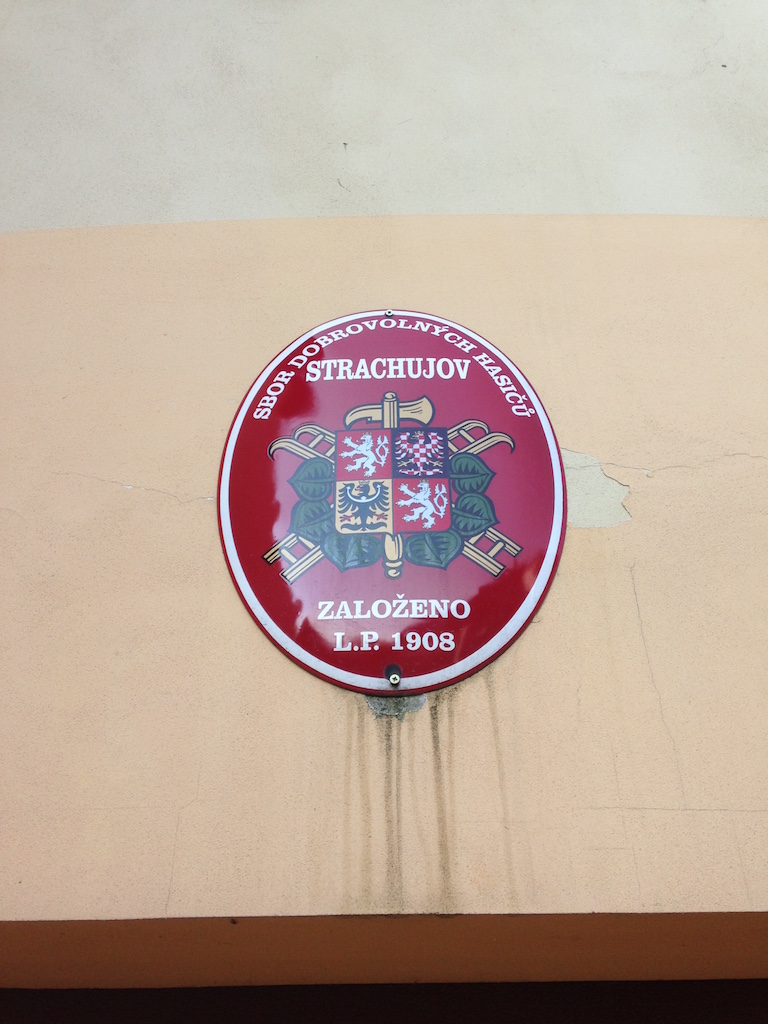 SBOR DOBROVOLNÝCH HASIČŮ
STRACHUJOV
ZALOŽENO
L.P. 1908